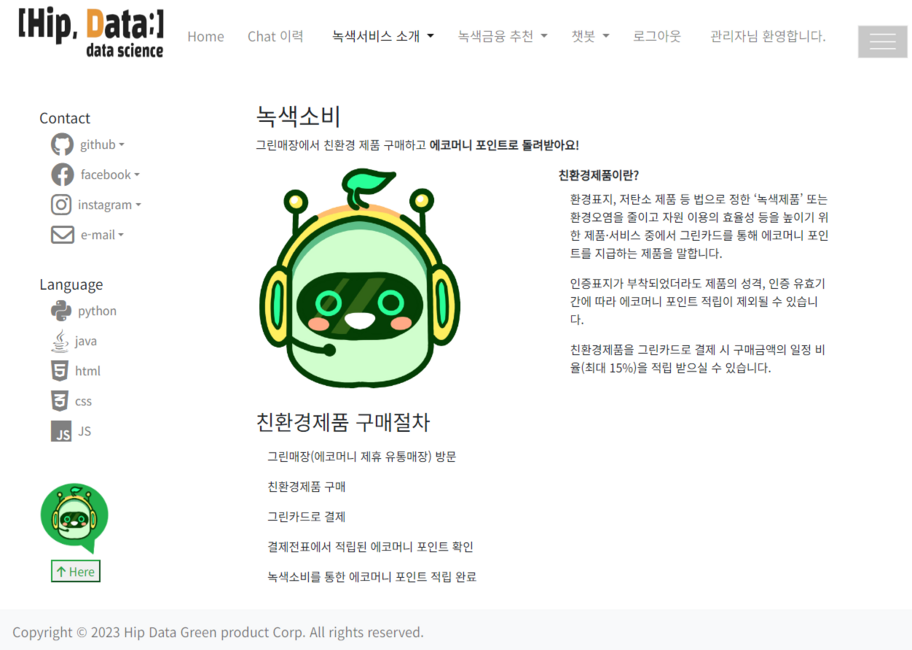 [Hip, Data;]
data science
Home Chat 이력 녹색서비스 소개 녹색금융 추천 챗봇 로그아웃 관리자님 환영합니다.
Contact
github
facebook
instagram
e-mail
Language
python
java
html
css
JS JS
Here
녹색소비
그린매장에서 친환경 제품 구매하고 에코머니 포인트로 돌려받아요!
친환경제품이란?
환경표지, 저탄소 제품 등 법으로 정한 ‘녹색제품’ 또는
환경오염을 줄이고 자원 이용의 효율성 등을 높이기 위
한 제품·서비스 중에서 그린카드를 통해 에코머니 포인
트를 지급하는 제품을 말합니다.
인증표지가 부착되었더라도 제품의 성격, 인증 유효기
간에 따라 에코머니 포인트 적립이 제외될 수 있습니
다.
친환경제품을 그린카드로 결제 시 구매금액의 일정 비
율(최대 15%)을 적립 받으실 수 있습니다.
친환경제품 구매절차
그린매장(에코머니 제휴 유통매장) 방문
친환경제품 구매
그린카드로 결제
결제전표에서 적립된 에코머니 포인트 확인
녹색소비를 통한 에코머니 포인트 적립 완료
Copyright © 2023 Hip Data Green product Corp. All rights reserved.